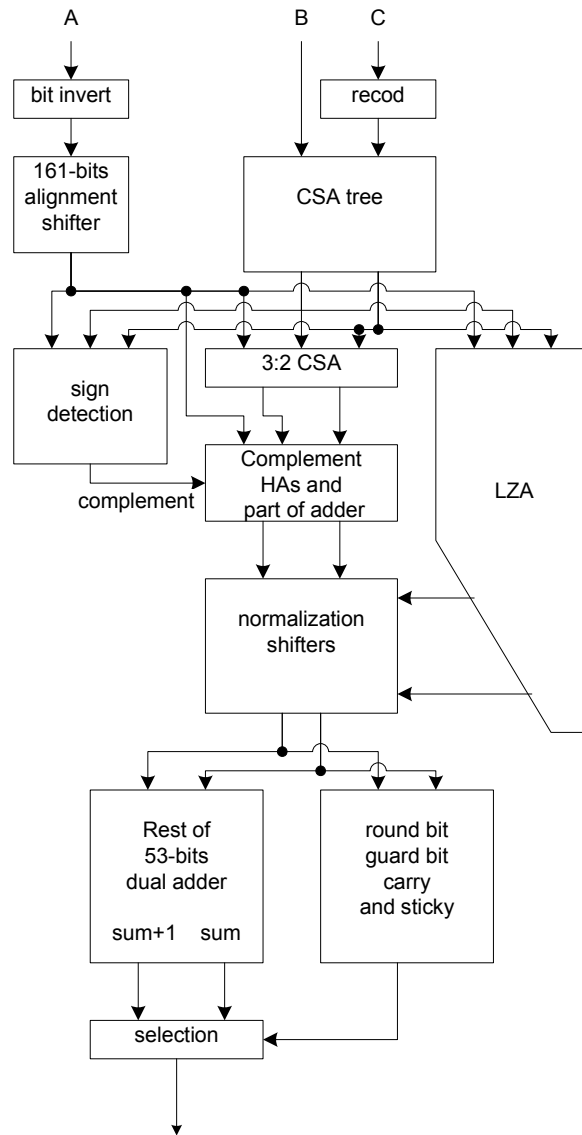 A
B
C
bit invert
recod
161-bits
alignment
shifter
CSA tree
3:2 CSA
sign
detection
LZA
Complement
HAs and
part of adder
complement
normalization
shifters
Rest of
53-bits
dual adder
sum+1
sum
round bit
guard bit
carry
and sticky
selection